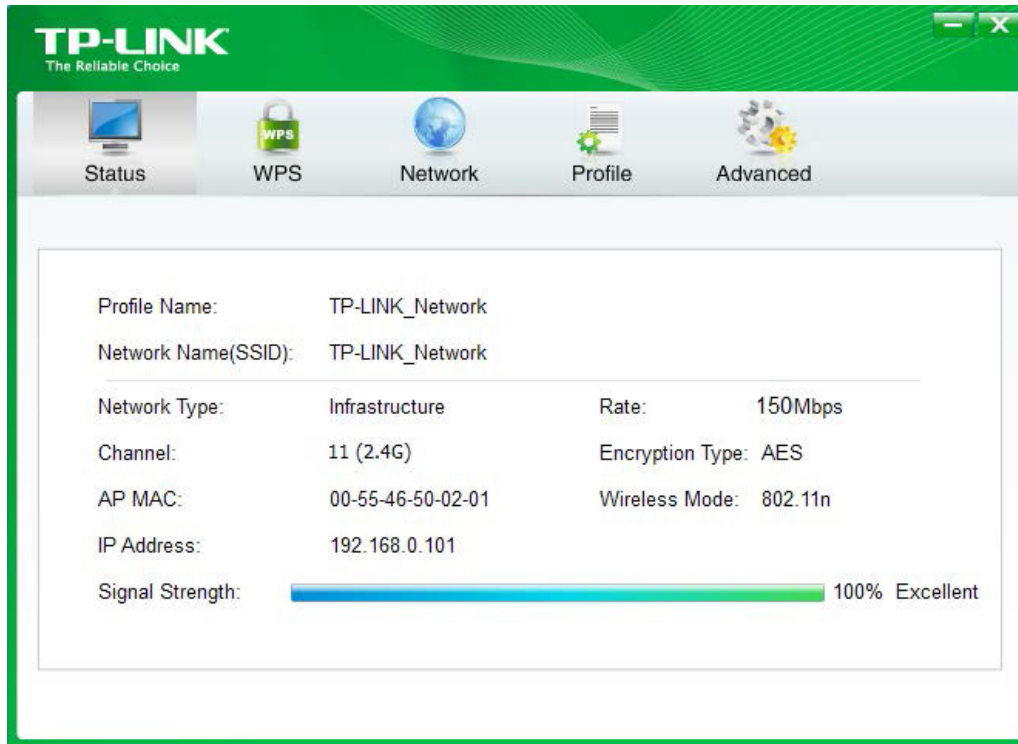 TP-LINK
The Reliable Choice
WPS
Status WPS Network Profile Advanced
Profile Name: TP-LINK_Network
Network Name(SSID): TP-LINK_Network
Network Type: Infrastructure Rate: 150Mbps
Channel: 11 (2.4G) Encryption Type: AES
AP MAC: 00-55-46-50-02-01 Wireless Mode: 802.11n
IP Address: 192.168.0.101
Signal Strength: 100% Excellent